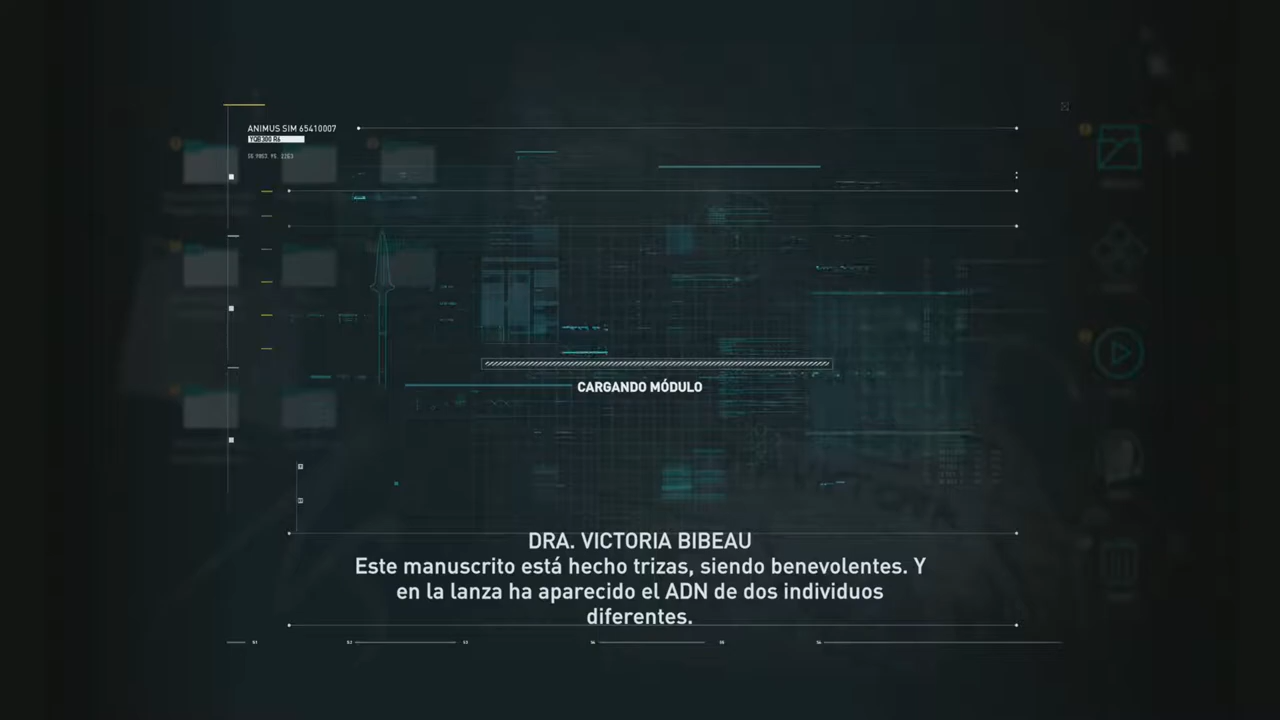 ANIMUS SIM 65410007
CARGANDO MÓDULO
DRA. VICTORIA BIBEAU
Este manuscrito está hecho trizas, siendo benevolentes. Y
en la lanza ha aparecido el ADN de dos individuos
diferentes.